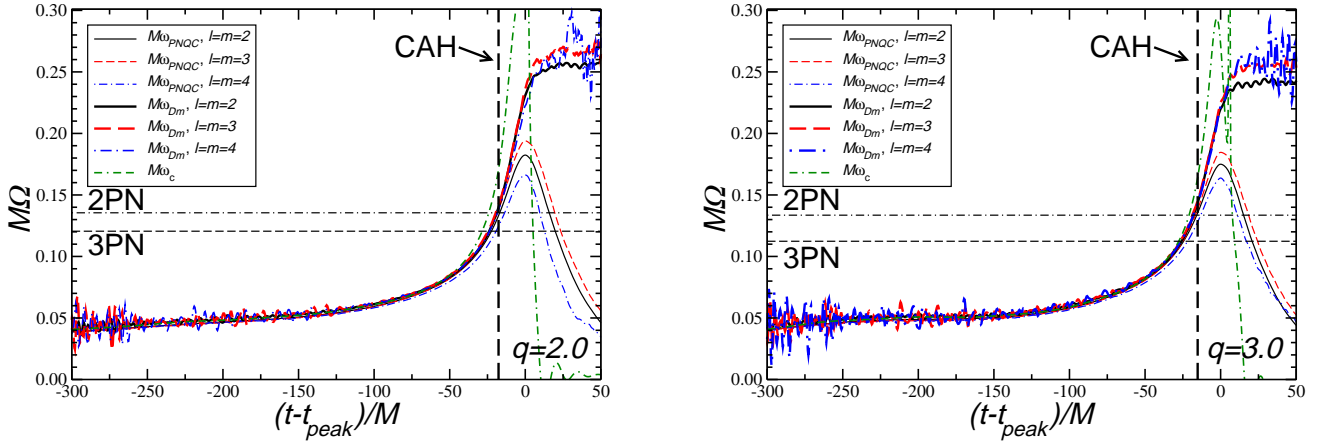 0.30
0.25
0.20
0.15
0.10
0.05
0.00
MΩ
Mω_PNQC, l=m=2
Mω_PNQC, l=m=3
Mω_PNQC, l=m=4
Mω_Dm, l=m=2
Mω_Dm, l=m=3
Mω_Dm, l=m=4
Mω_c
CAH
2PN
3PN
q=2.0
-300 -250 -200 -150 -100 -50 0 50
(t-t_peak)/M
0.30
0.25
0.20
0.15
0.10
0.05
0.00
MΩ
Mω_PNQC, l=m=2
Mω_PNQC, l=m=3
Mω_PNQC, l=m=4
Mω_Dm, l=m=2
Mω_Dm, l=m=3
Mω_Dm, l=m=4
Mω_c
CAH
2PN
3PN
q=3.0
-300 -250 -200 -150 -100 -50 0 50
(t-t_peak)/M